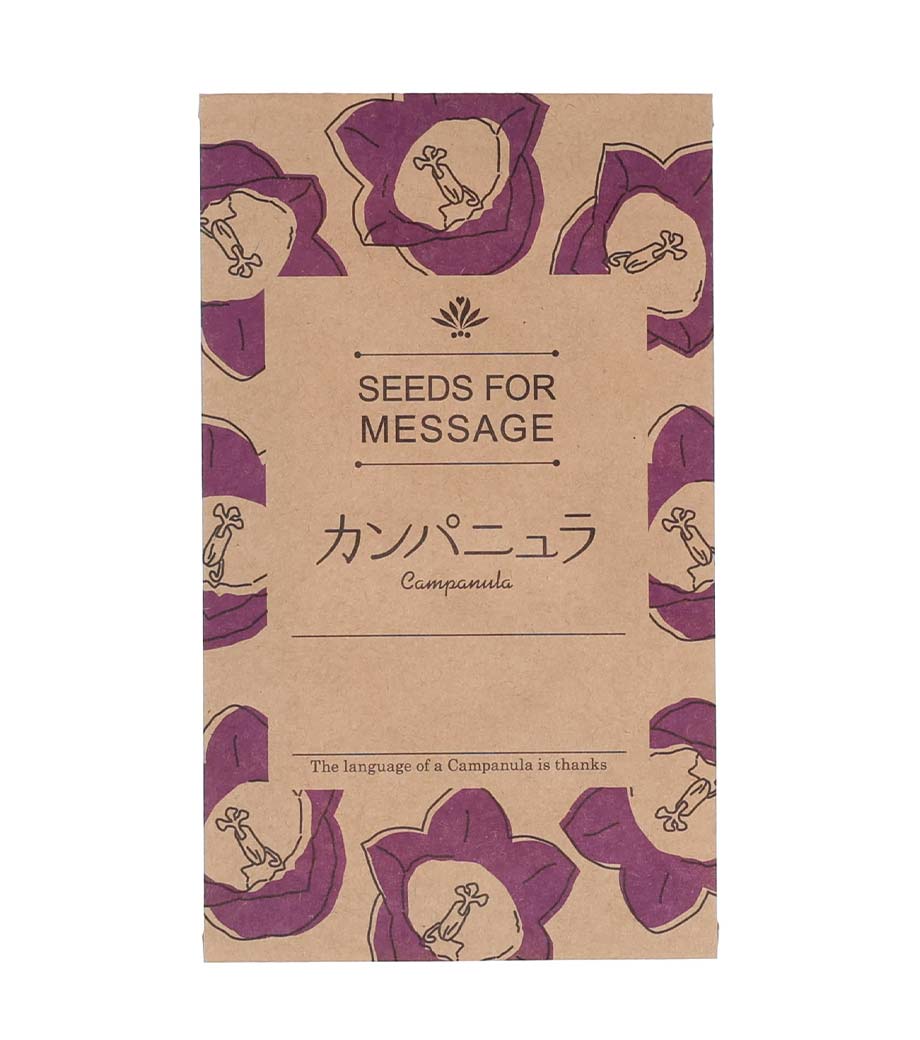 SEEDS FOR
MESSAGE
カンパニュラ
Campanula
The language of a Campanula is thanks